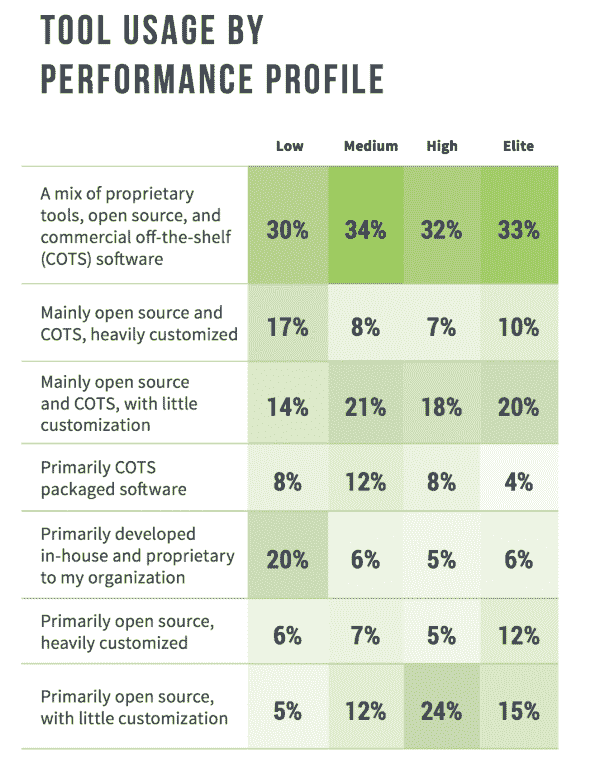 TOOL USAGE BY
PERFORMANCE PROFILE
Low Medium High Elite
A mix of proprietary
tools, open source, and
commercial off-the-shelf
(COTS) software
30% 34% 32% 33%
Mainly open source and
COTS, heavily customized
17% 8% 7% 10%
Mainly open source
and COTS, with little
customization
14% 21% 18% 20%
Primarily COTS
packaged software
8% 12% 8% 4%
Primarily developed
in-house and proprietary
to my organization
20% 6% 5% 6%
Primarily open source,
heavily customized
6% 7% 5% 12%
Primarily open source,
with little customization
5% 12% 24% 15%